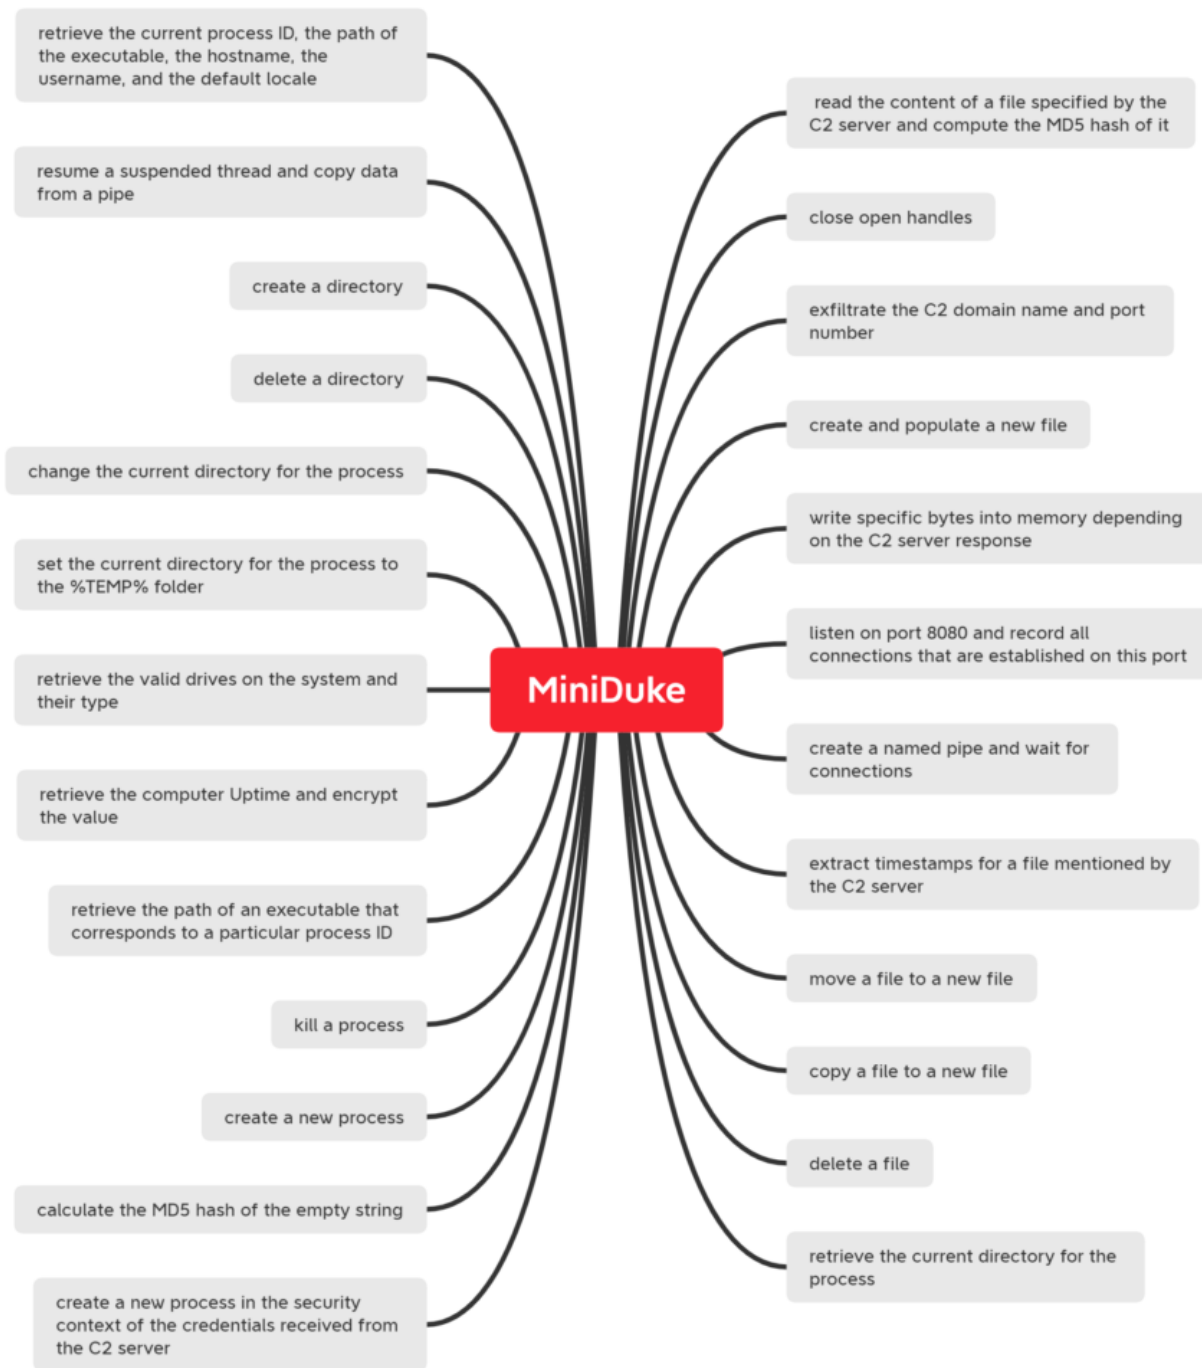 retrieve the current process ID, the path of
the executable, the hostname, the
username, and the default locale
resume a suspended thread and copy data
from a pipe
create a directory
delete a directory
change the current directory for the process
set the current directory for the process to
the %TEMP% folder
retrieve the valid drives on the system and
their type
retrieve the computer Uptime and encrypt
the value
retrieve the path of an executable that
corresponds to a particular process ID
kill a process
create a new process
calculate the MD5 hash of the empty string
create a new process in the security
context of the credentials received from
the C2 server
MiniDuke
read the content of a file specified by the
C2 server and compute the MD5 hash of it
close open handles
exfiltrate the C2 domain name and port
number
create and populate a new file
write specific bytes into memory depending
on the C2 server response
listen on port 8080 and record all
connections that are established on this port
create a named pipe and wait for
connections
extract timestamps for a file mentioned by
the C2 server
move a file to a new file
copy a file to a new file
delete a file
retrieve the current directory for the
process